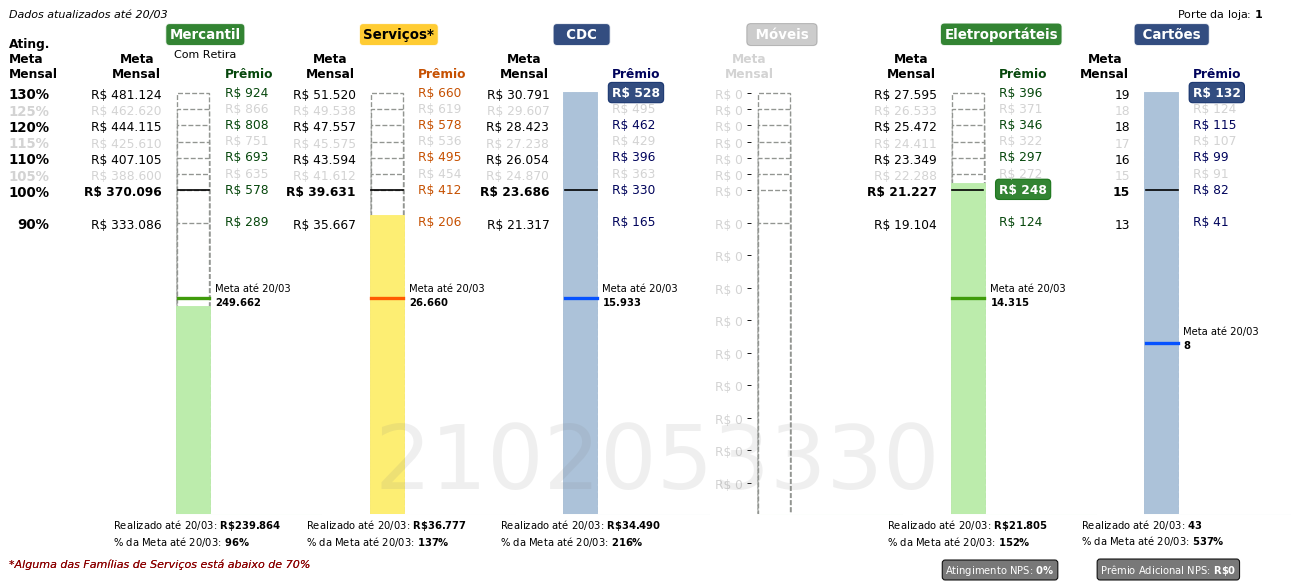 Dados atualizados até 20/03
Porte da loja: 1
Mercantil Serviços* CDC Móveis Eletroportáteis Cartões
Com Retira
Ating. Meta Mensal
Meta Mensal Prêmio Meta Mensal Prêmio Meta Mensal Prêmio Meta Mensal Meta Mensal Prêmio Meta Mensal Prêmio
130% R$ 481.124 R$ 924 R$ 51.520 R$ 660 R$ 30.791 R$ 528 R$ 0 R$ 27.595 R$ 396 19 R$ 132
125% R$ 462.620 R$ 866 R$ 49.538 R$ 619 R$ 29.607 R$ 495 R$ 0 R$ 26.533 R$ 371 18 R$ 124
120% R$ 444.115 R$ 808 R$ 47.557 R$ 578 R$ 28.423 R$ 462 R$ 0 R$ 25.472 R$ 346 18 R$ 115
115% R$ 425.610 R$ 751 R$ 45.575 R$ 536 R$ 27.238 R$ 429 R$ 0 R$ 24.411 R$ 322 17 R$ 107
110% R$ 407.105 R$ 693 R$ 43.594 R$ 495 R$ 26.054 R$ 396 R$ 0 R$ 23.349 R$ 297 16 R$ 99
105% R$ 388.600 R$ 635 R$ 41.612 R$ 454 R$ 24.870 R$ 363 R$ 0 R$ 22.288 R$ 272 15 R$ 91
100% R$ 370.096 R$ 578 R$ 39.631 R$ 412 R$ 23.686 R$ 330 R$ 0 R$ 21.227 R$ 248 15 R$ 82
90% R$ 333.086 R$ 289 R$ 35.667 R$ 206 R$ 21.317 R$ 165 R$ 0 R$ 19.104 R$ 124 13 R$ 41
R$ 0
R$ 0
Meta até 20/03 Meta até 20/03 Meta até 20/03 Meta até 20/03
249.662 26.660 15.933 14.315
R$ 0
Meta até 20/03
8
R$ 0
R$ 0
R$ 0
R$ 0
R$ 0
2102053330
Realizado até 20/03: R$239.864 Realizado até 20/03: R$36.777 Realizado até 20/03: R$34.490 Realizado até 20/03: R$21.805 Realizado até 20/03: 43
% da Meta até 20/03: 96% % da Meta até 20/03: 137% % da Meta até 20/03: 216% % da Meta até 20/03: 152% % da Meta até 20/03: 537%
*Alguma das Famílias de Serviços está abaixo de 70%
Atingimento NPS: 0% Prêmio Adicional NPS: R$0